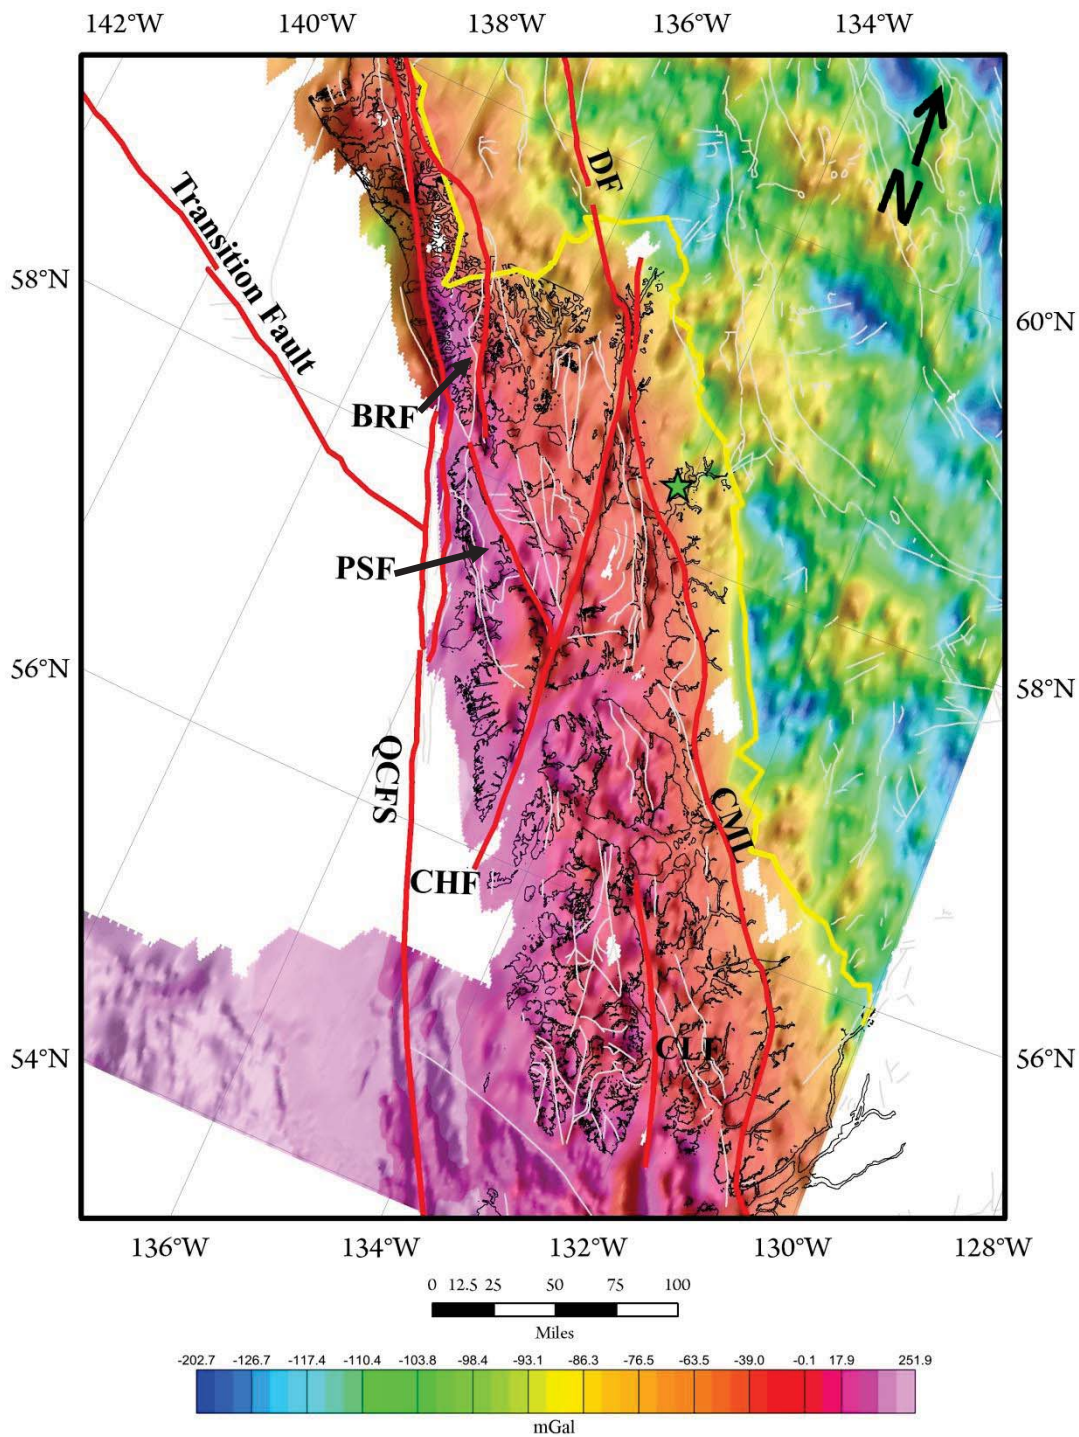 142°W 140°W 138°W 136°W 134°W
N
DF
Transition Fault
58°N
60°N
BRF
PSF
56°N
58°N
QCFS
CML
CHF
CLF
54°N
56°N
136°W 134°W 132°W 130°W 128°W
0 12.5 25 50 75 100
Miles
-202.7 -126.7 -117.4 -110.4 -103.8 -98.4 -93.1 -86.3 -76.5 -63.5 -39.0 -0.1 17.9 251.9
mGal